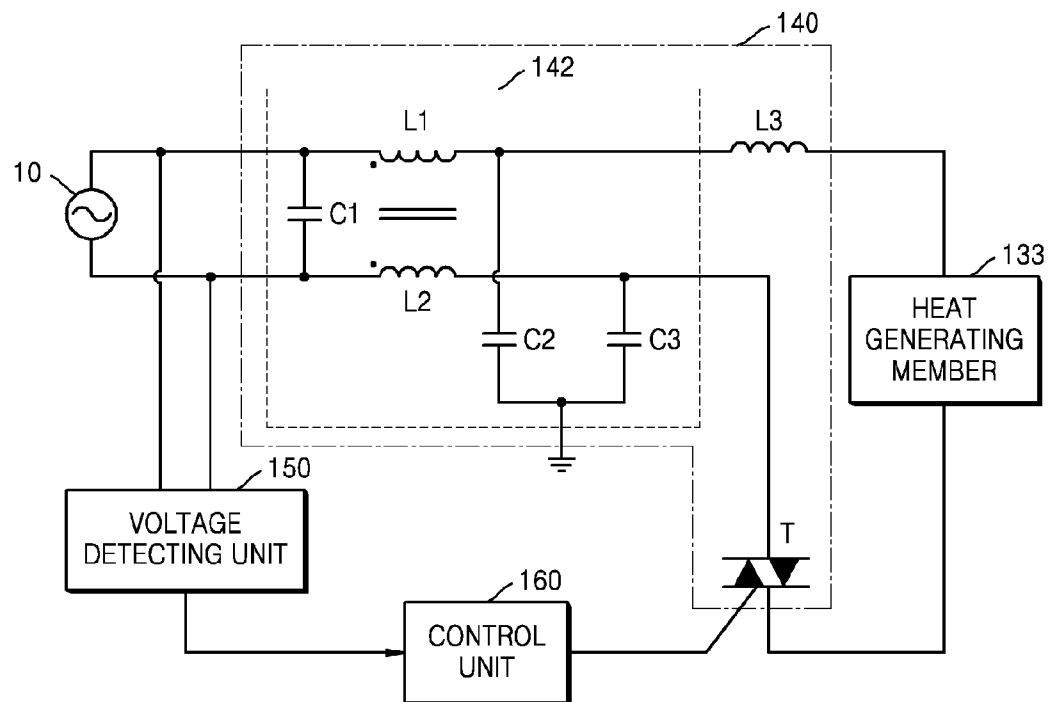 140
142
L1
L3
10
C1
133
L2
HEAT
GENERATING
MEMBER
C2
C3
150
VOLTAGE
DETECTING UNIT
T
160
CONTROL
UNIT